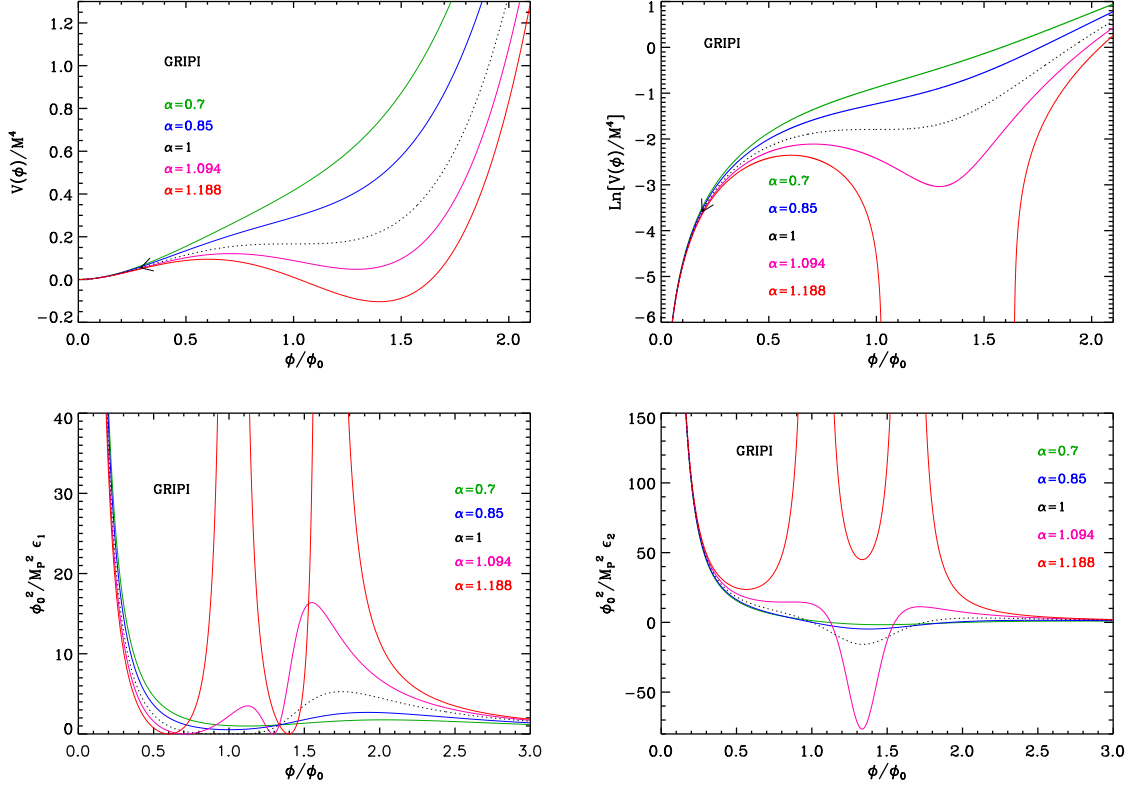 V(φ)/M⁴
1.2
1.0
0.8
0.6
0.4
0.2
0.0
−0.2
GRIPI
α=0.7
α=0.85
α=1
α=1.094
α=1.188
0.0 0.5 1.0 1.5 2.0
φ/φ₀
Ln[V(φ)/M⁴]
1
0
−1
−2
−3
−4
−5
−6
GRIPI
α=0.7
α=0.85
α=1
α=1.094
α=1.188
0.0 0.5 1.0 1.5 2.0
φ/φ₀
φ₀²/M_P² ϵ₁
40
30
20
10
0
GRIPI
α=0.7
α=0.85
α=1
α=1.094
α=1.188
0.0 0.5 1.0 1.5 2.0 2.5 3.0
φ/φ₀
φ₀²/M_P² ϵ₂
150
100
50
0
−50
GRIPI
α=0.7
α=0.85
α=1
α=1.094
α=1.188
0.0 0.5 1.0 1.5 2.0 2.5 3.0
φ/φ₀